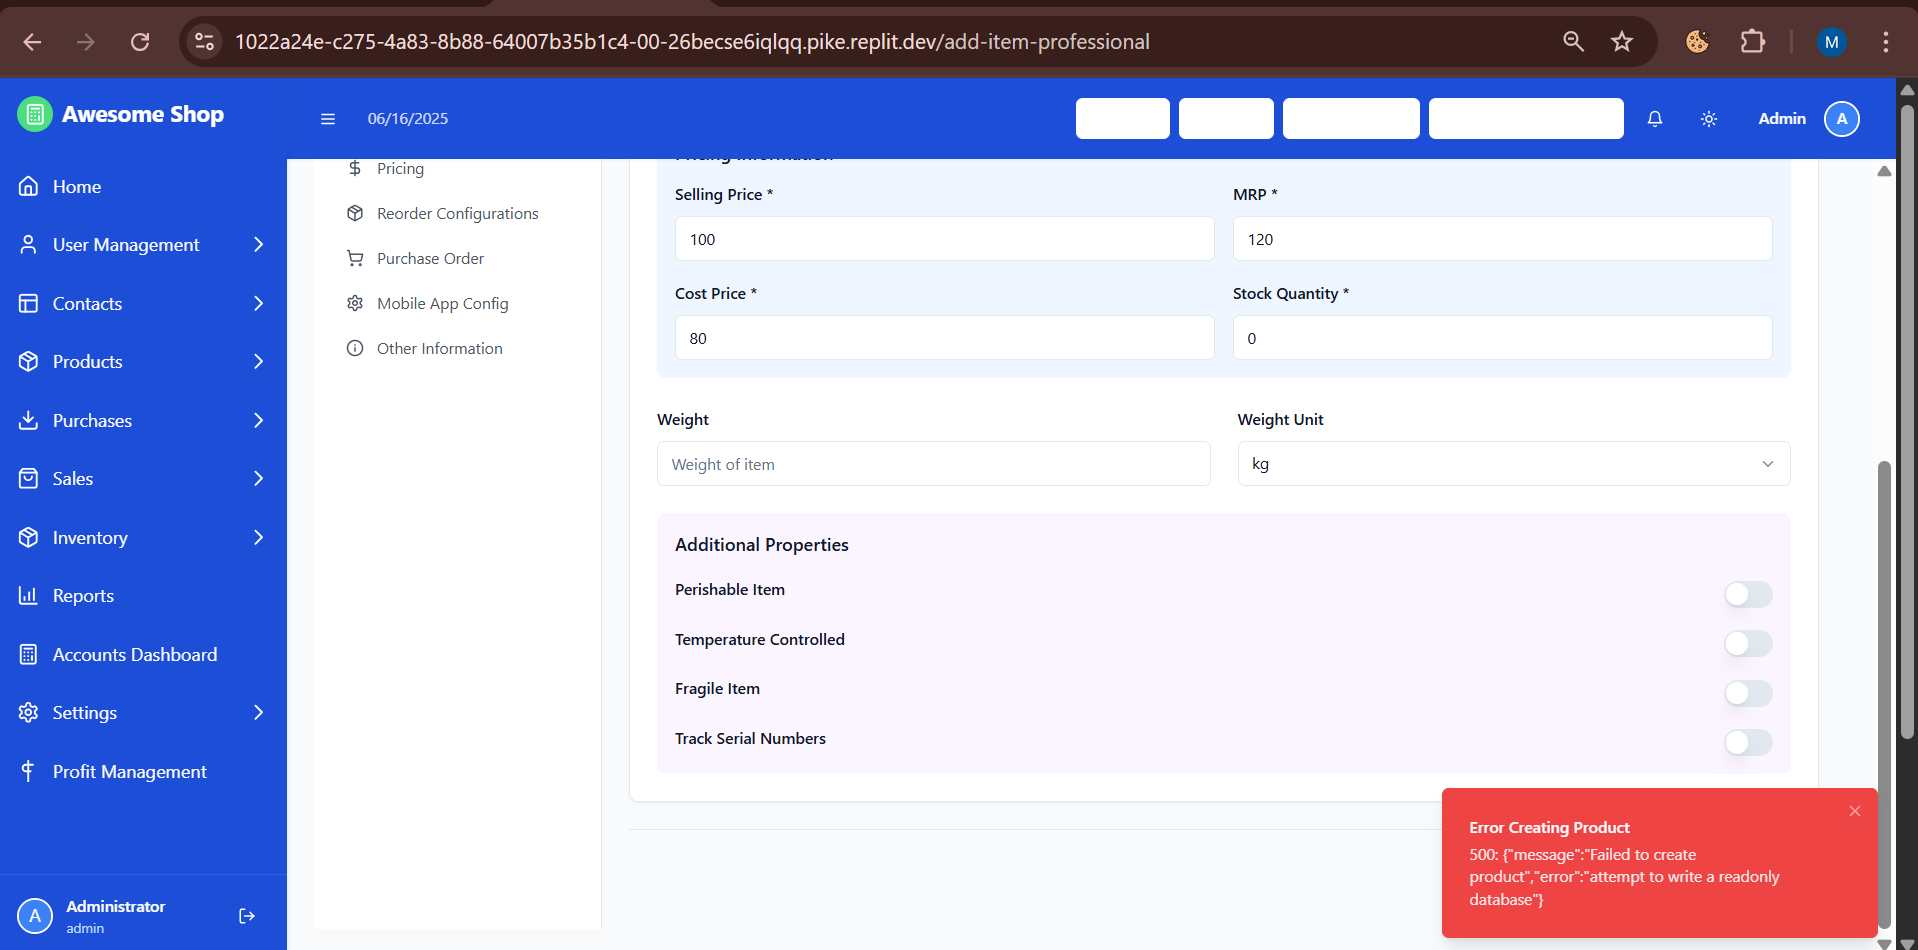 1022a24e-c275-4a83-8b88-64007b35b1c4-00-26becse6iqlqq.pike.replit.dev/add-item-professional
M
Awesome Shop
06/16/2025
Admin
A
Home
User Management
Contacts
Products
Purchases
Sales
Inventory
Reports
Accounts Dashboard
Settings
Profit Management
A
Administrator
admin
Pricing
Reorder Configurations
Purchase Order
Mobile App Config
Other Information
Pricing Information
Selling Price *
MRP *
100
120
Cost Price *
Stock Quantity *
80
0
Weight
Weight Unit
Weight of item
kg
Additional Properties
Perishable Item
Temperature Controlled
Fragile Item
Track Serial Numbers
Error Creating Product
500: {"message":"Failed to create
product","error":"attempt to write a readonly
database"}